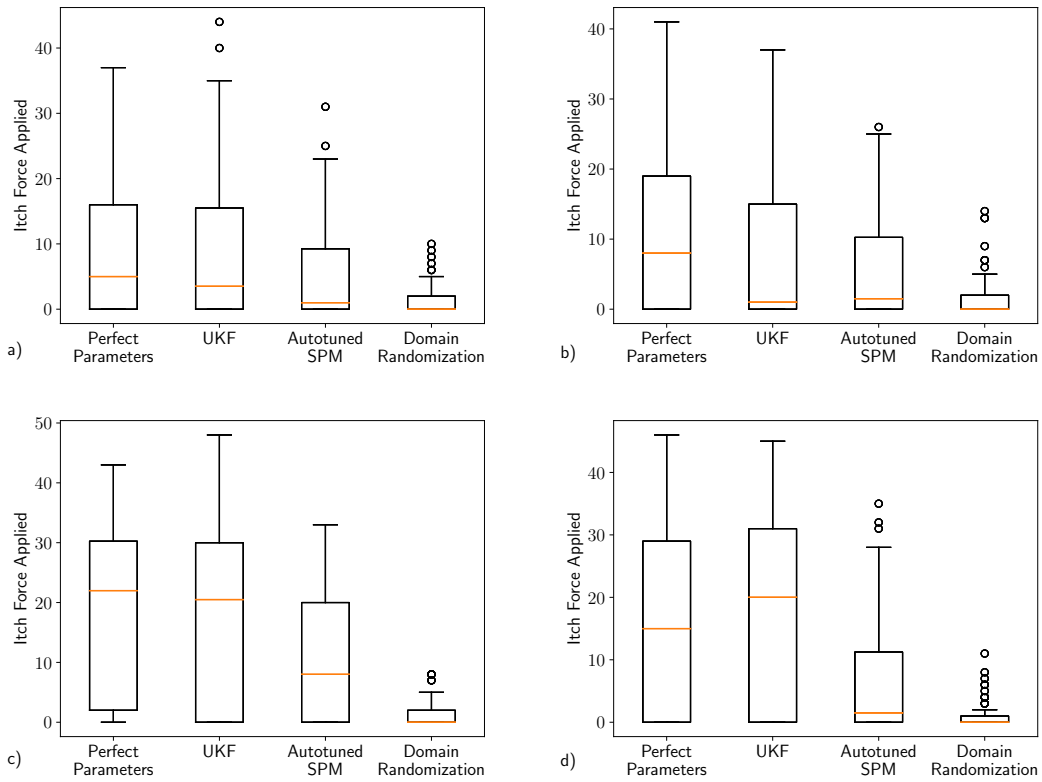 40
30
20
10
0
Itch Force Applied
Perfect
Parameters
UKF
Autotuned
SPM
Domain
Randomization
a)
40
30
20
10
0
Itch Force Applied
Perfect
Parameters
UKF
Autotuned
SPM
Domain
Randomization
b)
50
40
30
20
10
0
Itch Force Applied
Perfect
Parameters
UKF
Autotuned
SPM
Domain
Randomization
c)
40
30
20
10
0
Itch Force Applied
Perfect
Parameters
UKF
Autotuned
SPM
Domain
Randomization
d)